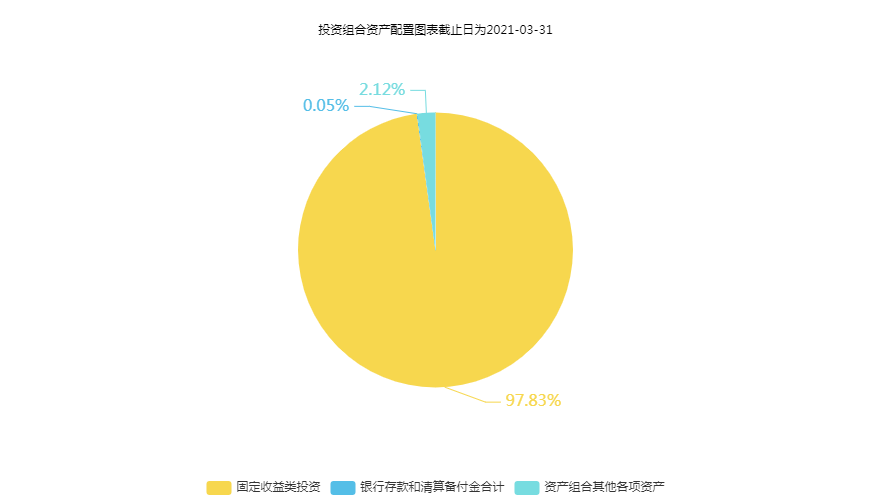 投资组合资产配置图表截止日为2021-03-31
2.12%
0.05%
97.83%
固定收益类投资 银行存款和清算备付金合计 资产组合其他各项资产